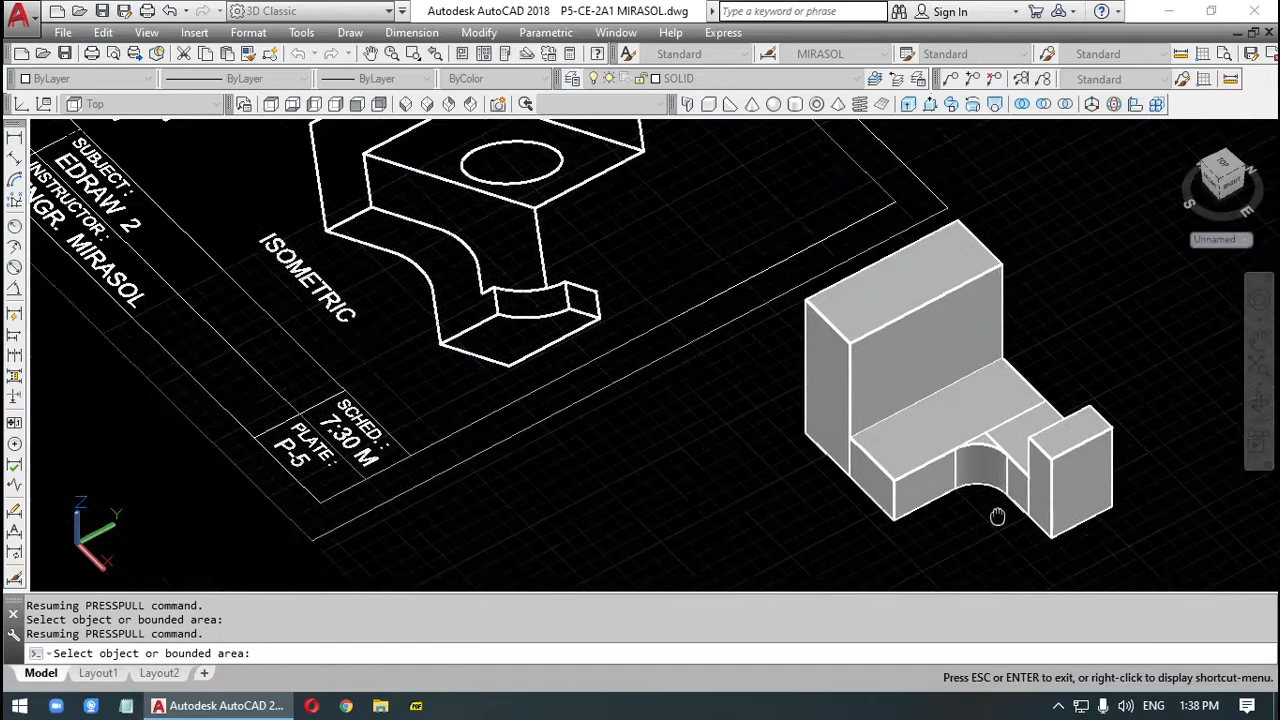 3D Classic
Autodesk AutoCAD 2018 P5-CE-2A1 MIRASOL.dwg
Type a keyword or phrase
Sign In
File Edit View Insert Format Tools Draw Dimension Modify Parametric Window Help Express
Standard
MIRASOL
Standard
Standard
ByLayer
ByLayer
ByLayer
ByColor
SOLID
Standard
Top
TOP
FRONT
RIGHT
N
S
E
Unnamed
SUBJECT:
EDRAW 2
INSTRUCTOR:
NGR. MIRASOL
ISOMETRIC
SCHED.:
7:30 M
PLATE:
P-5
Z
Y
X
Resuming PRESSPULL command.
Select object or bounded area:
Resuming PRESSPULL command.
Select object or bounded area:
Model Layout1 Layout2 +
Press ESC or ENTER to exit, or right-click to display shortcut-menu.
Autodesk AutoCAD 2...
ENG
1:38 PM